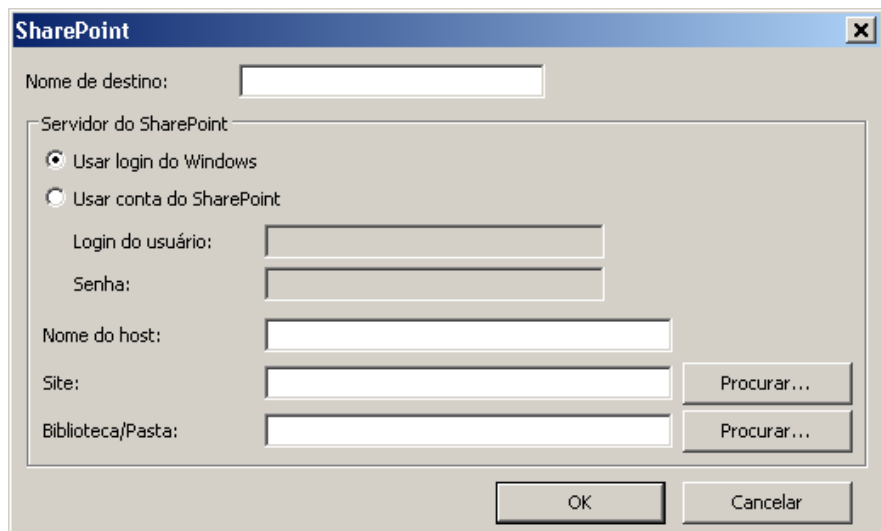 SharePoint
Nome de destino:
Servidor do SharePoint
Usar login do Windows
Usar conta do SharePoint
Login do usuário:
Senha:
Nome do host:
Site:
Procurar...
Biblioteca/Pasta:
Procurar...
OK
Cancelar